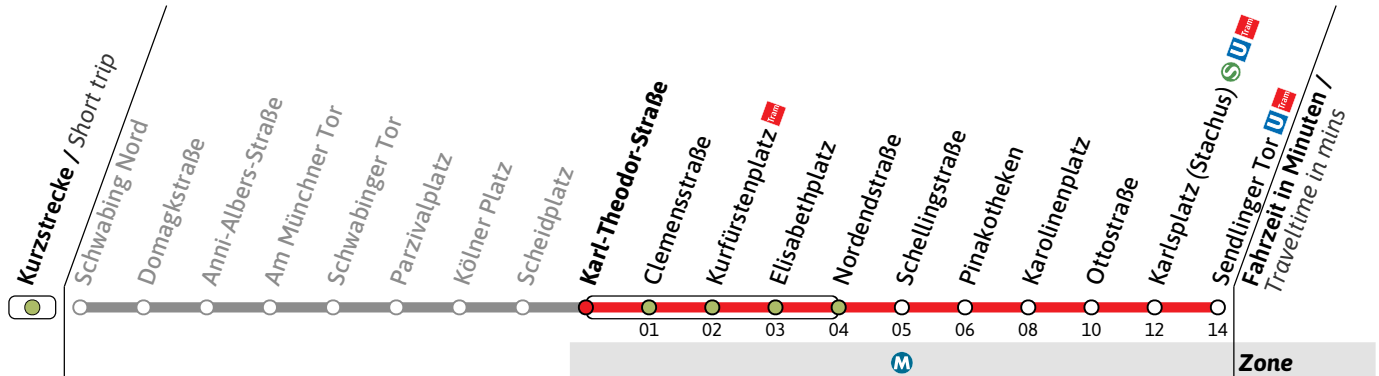 Kurzstrecke / Short trip
Schwabing Nord
Domagkstraße
Anni-Albers-Straße
Am Münchner Tor
Schwabinger Tor
Parzivalplatz
Kölner Platz
Scheidplatz
Karl-Theodor-Straße
Clemensstraße
Kurfürstenplatz Tram
Elisabethplatz
Nordendstraße
Schellingstraße
Pinakotheken
Karolinenplatz
Ottostraße
Karlsplatz (Stachus) S U Tram
Sendlinger Tor U Tram
Fahrzeit in Minuten /
Traveltime in mins
01 02 03 04 05 06 08 10 12 14
M Zone